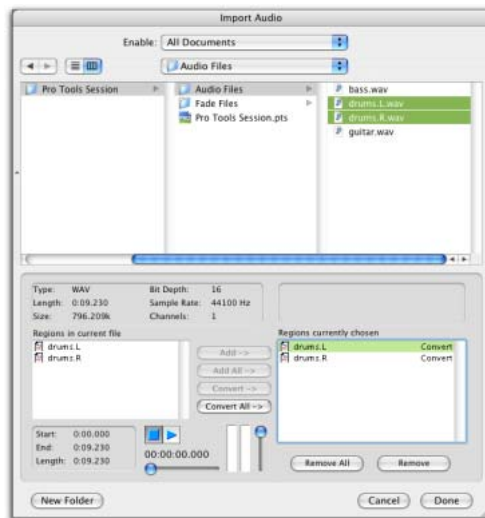 Import Audio
Enable: All Documents
Audio Files
Pro Tools Session
Audio Files
Fade Files
Pro Tools Session.pts
bass.wav
drums.L.wav
drums.R.wav
guitar.wav
Type: WAV Bit Depth: 16
Length: 0:09.230 Sample Rate: 44100 Hz
Size: 796.209k Channels: 1
Regions in current file
drums.L
drums.R
Add ->
Add All ->
Convert ->
Convert All ->
Regions currently chosen
drums.L Convert
drums.R Convert
Start: 0:00.000
End: 0:09.230
Length: 0:09.230
00:00:00.000
Remove All Remove
New Folder Cancel Done